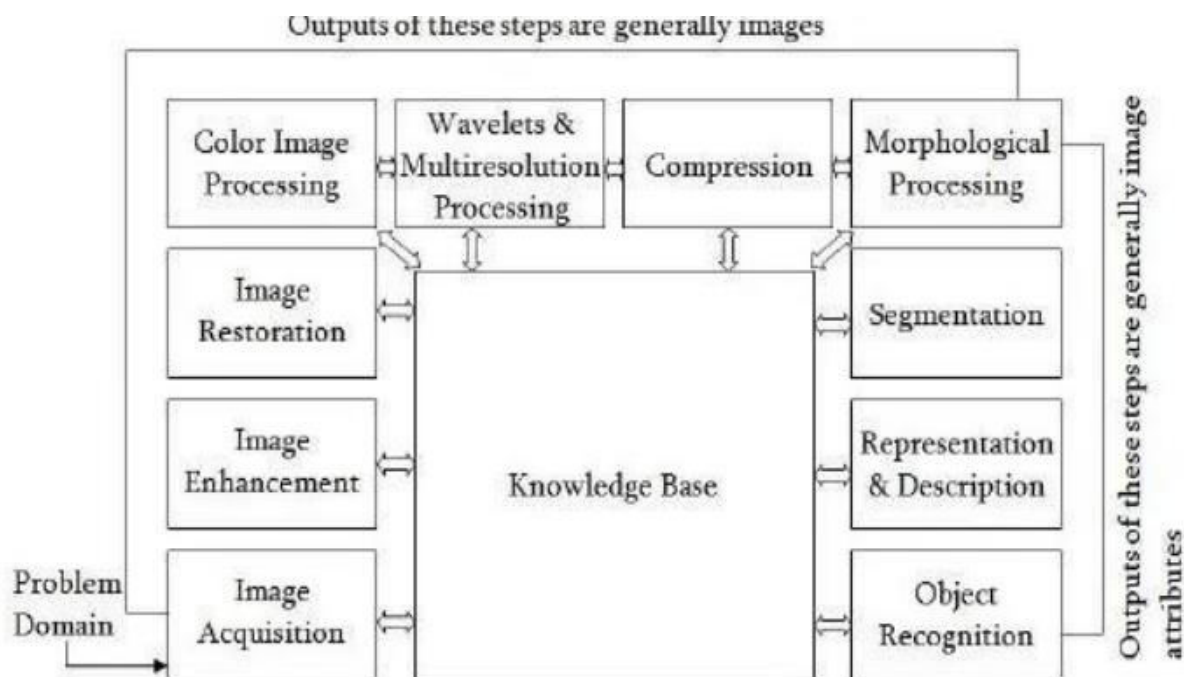 Outputs of these steps are generally images
Color Image
Processing
Wavelets &
Multiresolution
Processing
Compression
Morphological
Processing
Image
Restoration
Segmentation
Image
Enhancement
Knowledge Base
Representation
& Description
Problem
Domain
Image
Acquisition
Object
Recognition
Outputs of these steps are generally image
attributes